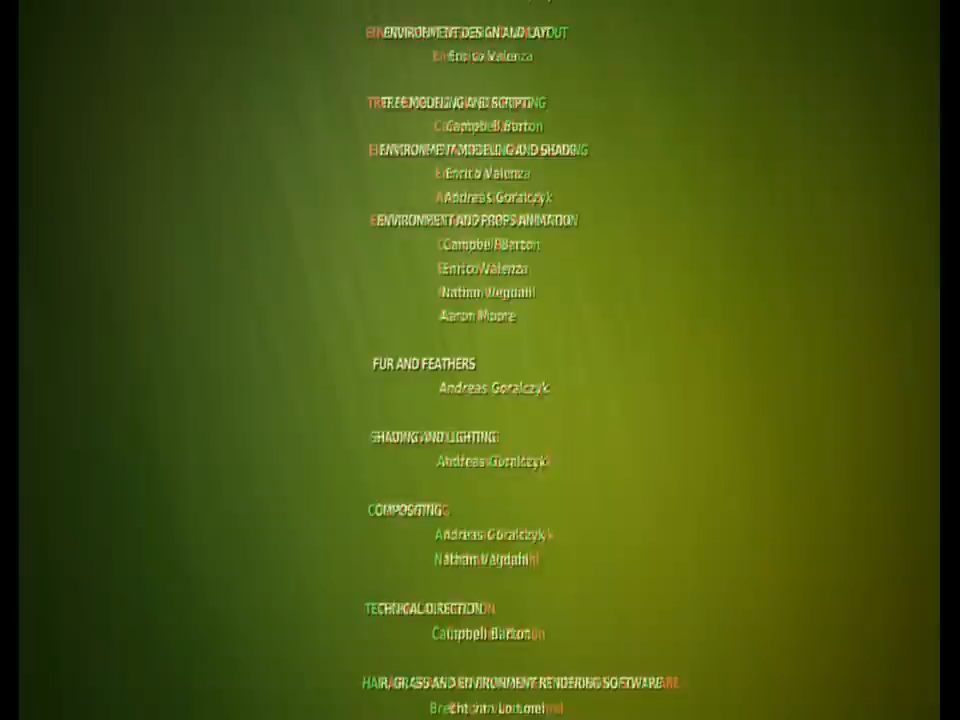 ENVIRONMENT DESIGN AND LAYOUT
Enrico Valenza
TREE MODELING AND SCRIPTING
Campbell Barton
ENVIRONMENT MODELING AND SHADING
Enrico Valenza
Andreas Goralczyk
ENVIRONMENT AND PROPS ANIMATION
Campbell Barton
Enrico Valenza
Nathan Vegdahl
Aaron Moore
FUR AND FEATHERS
Andreas Goralczyk
SHADING AND LIGHTING
Andreas Goralczyk
COMPOSITING
Andreas Goralczyk
Nathan Vegdahl
TECHNICAL DIRECTION
Campbell Barton
HAIR, GRASS AND ENVIRONMENT RENDERING SOFTWARE
Brecht van Lommel